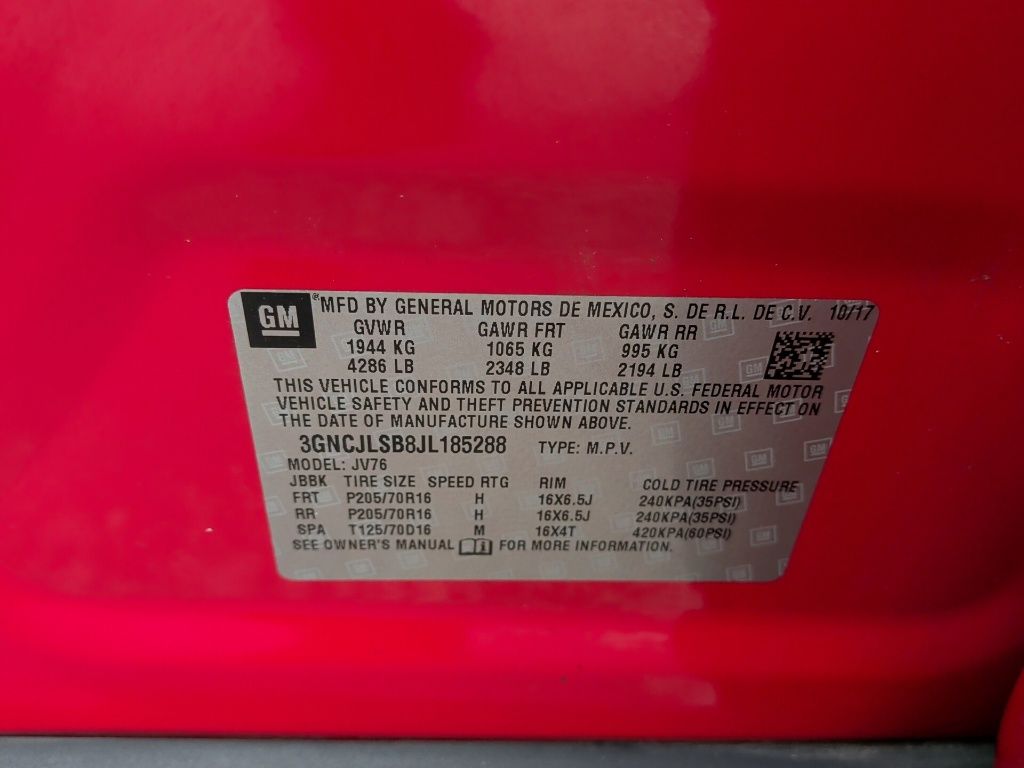 GM ® MFD BY GENERAL MOTORS DE MEXICO, S. DE R.L. DE C.V. 10/17
GVWR GAWR FRT GAWR RR
1944 KG 1065 KG 995 KG
4286 LB 2348 LB 2194 LB
THIS VEHICLE CONFORMS TO ALL APPLICABLE U.S. FEDERAL MOTOR
VEHICLE SAFETY AND THEFT PREVENTION STANDARDS IN EFFECT ON
THE DATE OF MANUFACTURE SHOWN ABOVE.
3GNCJLSB8JL185288 TYPE: M.P.V.
MODEL: JV76
JBBK TIRE SIZE SPEED RTG RIM COLD TIRE PRESSURE
FRT P205/70R16 H 16X6.5J 240KPA(35PSI)
RR P205/70R16 H 16X6.5J 240KPA(35PSI)
SPA T125/70D16 M 16X4T 420KPA(60PSI)
SEE OWNER'S MANUAL FOR MORE INFORMATION.